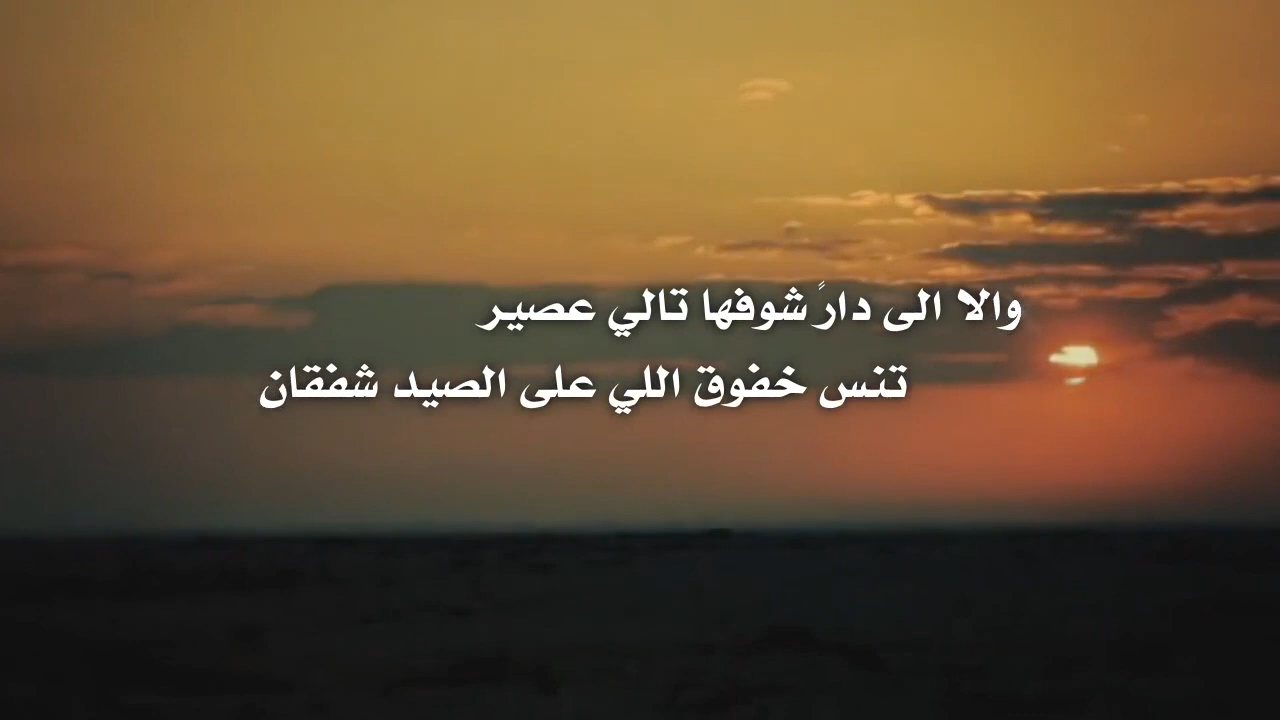 والا الى دارً شوفها تالي عصير
تنس خفوق اللي على الصيد شفقان